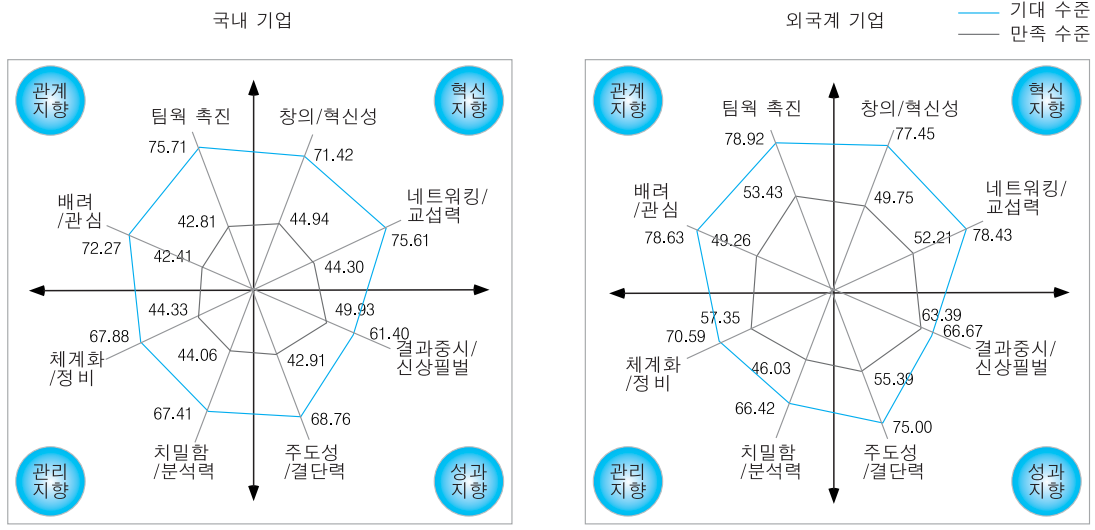 국내 기업
외국계 기업
기대 수준
만족 수준
관계
지향
혁신
지향
팀웍 촉진
창의/혁신성
75.71
71.42
네트워킹/
교섭력
배려
/관심
42.81
44.94
75.61
72.27
42.41
44.30
44.33
49.93
67.88
61.40
체계화
/정비
44.06
42.91
결과중시/
신상필벌
67.41
68.76
치밀함
/분석력
주도성
/결단력
관리
지향
성과
지향
관계
지향
혁신
지향
팀웍 촉진
창의/혁신성
78.92
77.45
네트워킹/
교섭력
배려
/관심
53.43
49.75
78.63
49.26
52.21
78.43
57.35
63.39
70.59
66.67
체계화
/정비
46.03
55.39
결과중시/
신상필벌
66.42
75.00
치밀함
/분석력
주도성
/결단력
관리
지향
성과
지향